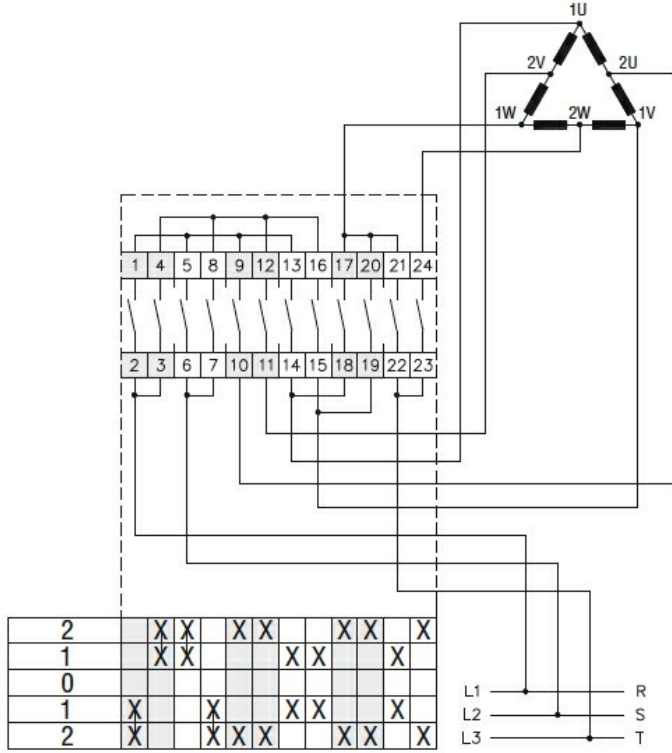 1U
2V 2U
1W 2W 1V
1 4 5 8 9 12 13 16 17 20 21 24
2 3 6 7 10 11 14 15 18 19 22 23
2 X X X X X X X
1 X X X X X
0
1 X X X X X
2 X X X X X X X
L1 R
L2 S
L3 T